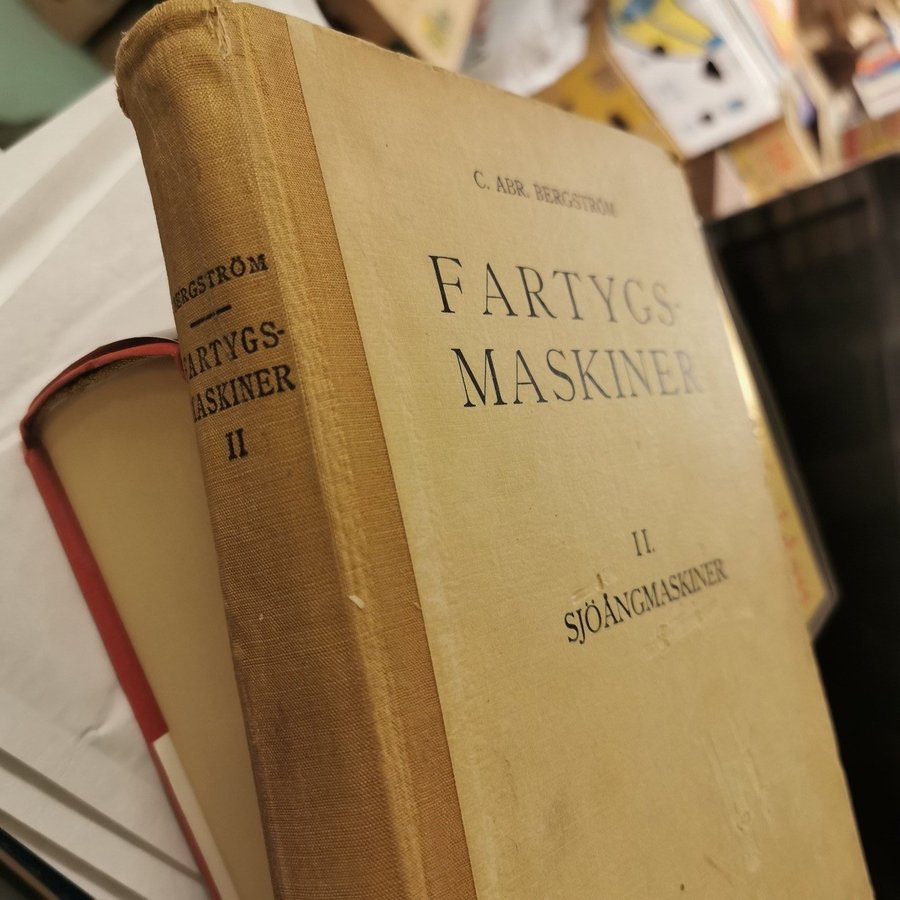 C. ABR. BERGSTRÖM
FARTYGS-
MASKINER
II.
SJÖÅNGMASKINER
BERGSTRÖM
FARTYGS-
MASKINER
II